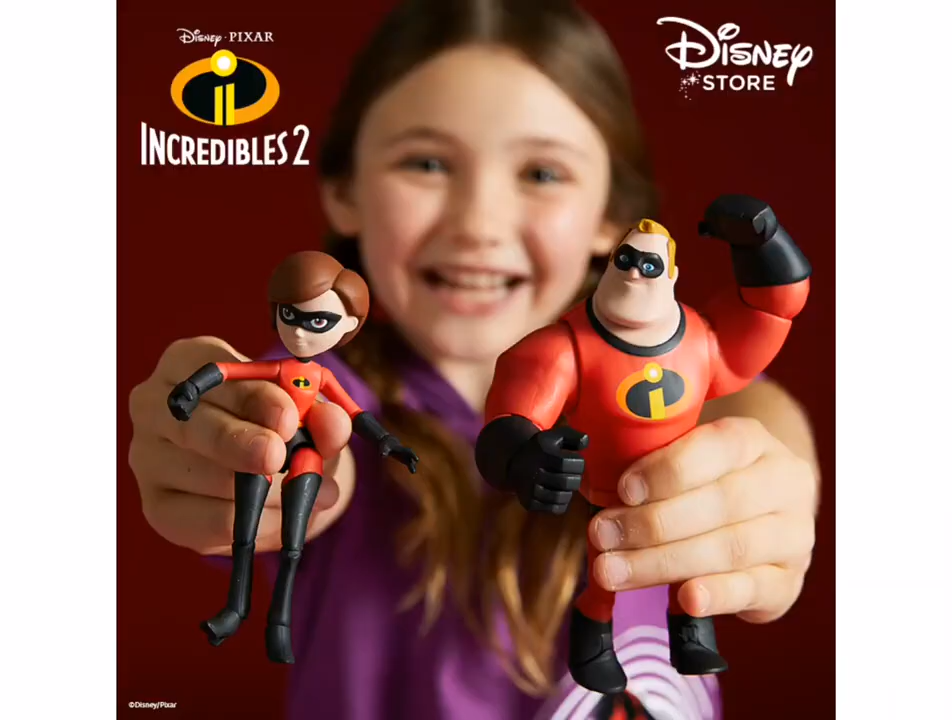 Disney · PIXAR
INCREDIBLES 2
Disney
STORE
©Disney/Pixar